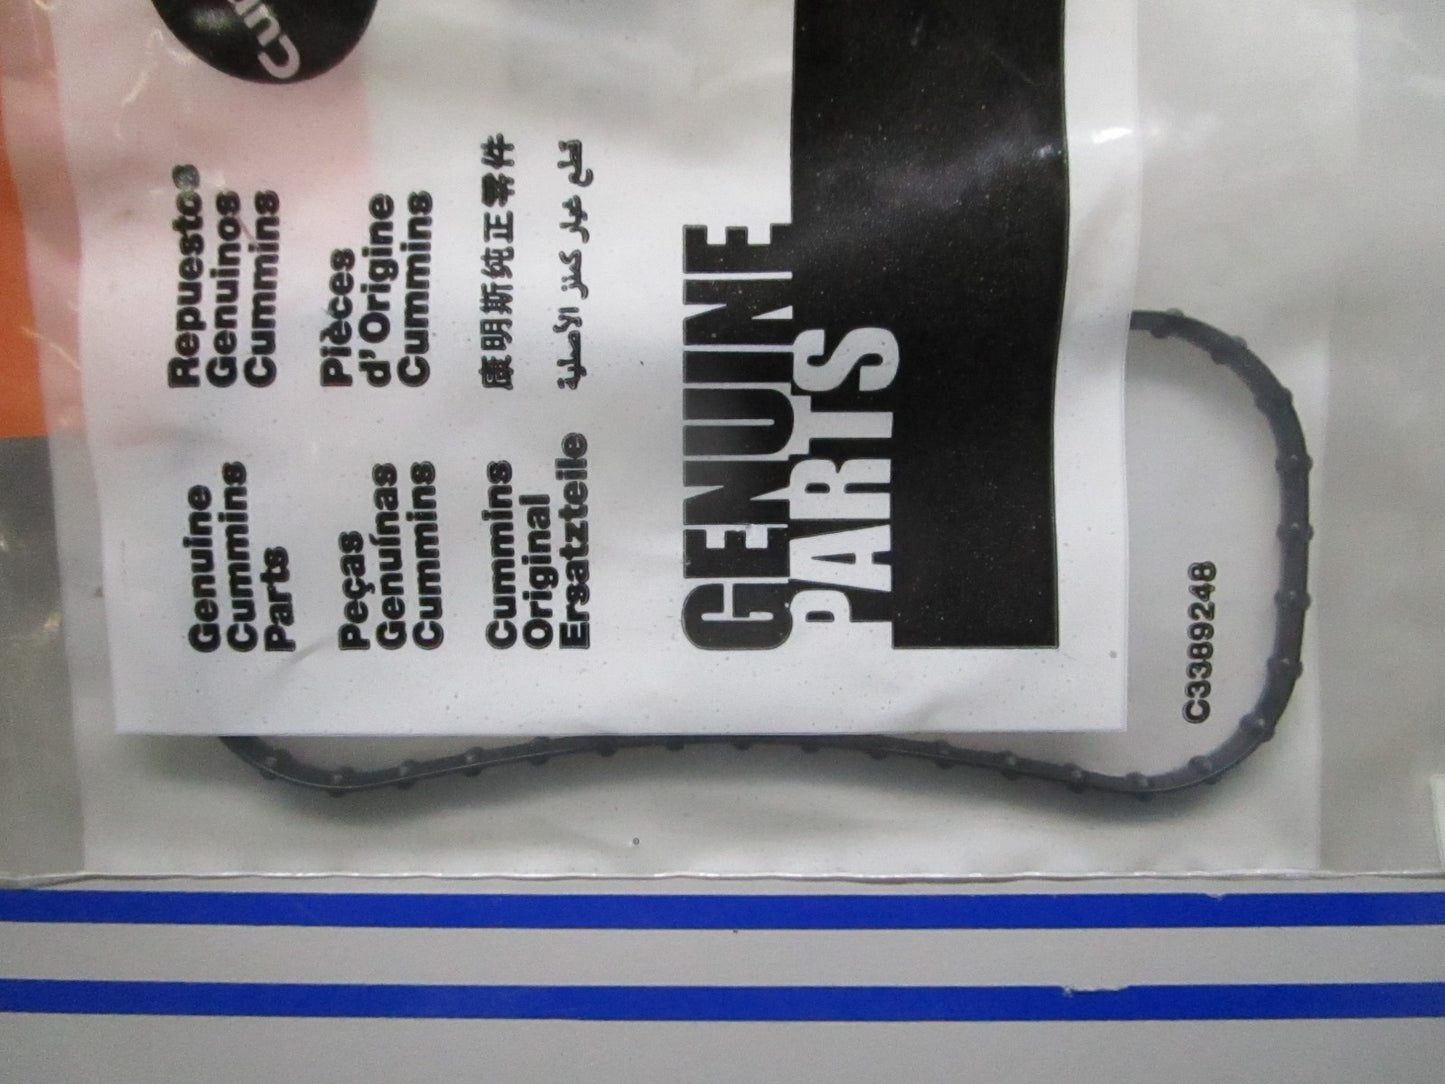 Cum
Genuine
Cummins
Parts
Repuestos
Genuinos
Cummins
Peças
Genuínas
Cummins
Pièces
d'Origine
Cummins
Cummins
Original
Ersatzteile
康明斯纯正零件
قطع غيار كمنز الأصلية
GENUINE
PARTS
C3389248